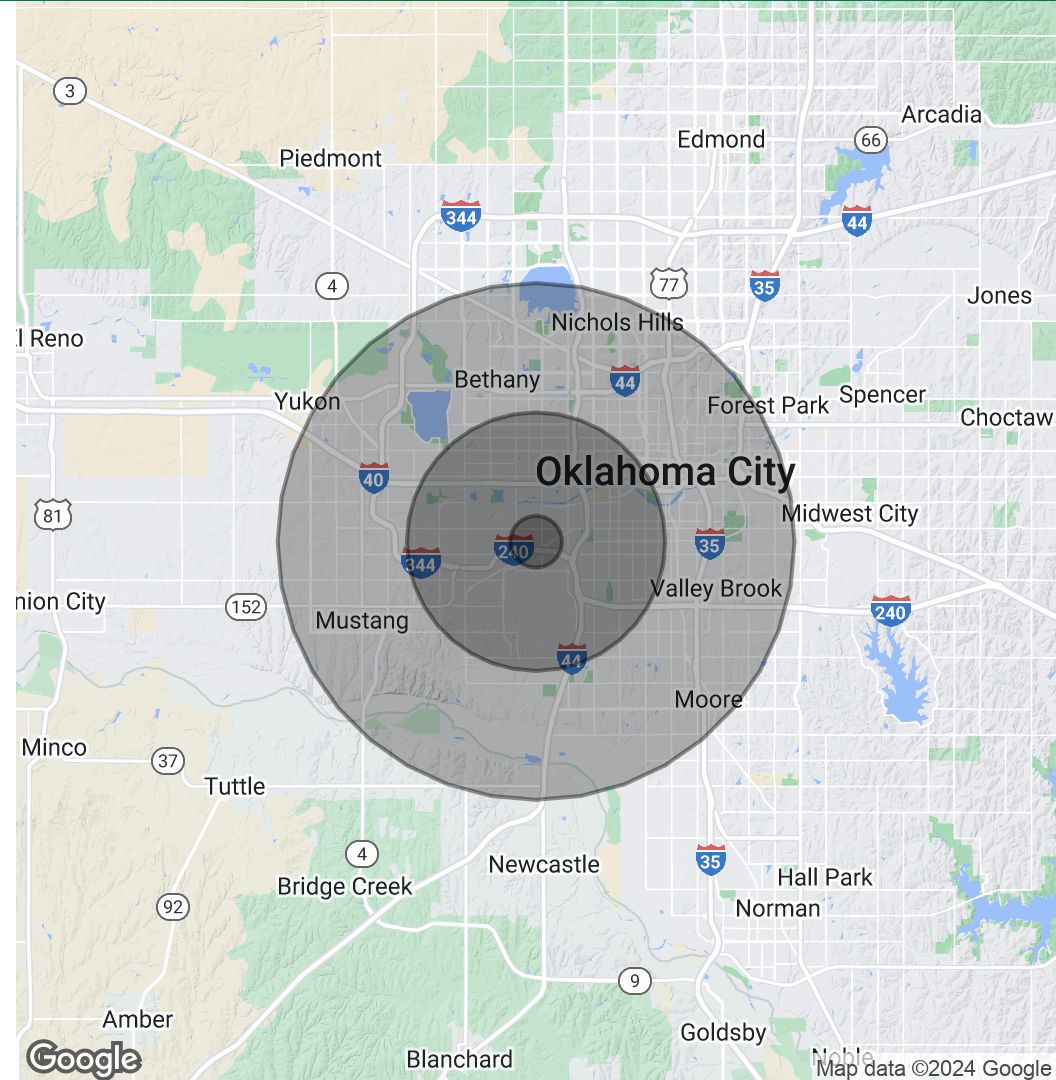 3
Arcadia
Edmond
66
Piedmont
344
44
4
77
35
Jones
Nichols Hills
l Reno
Bethany
44
Spencer
Yukon
Forest Park
Choctaw
Oklahoma City
40
81
Midwest City
35
240
344
Valley Brook
nion City
152
240
Mustang
44
Moore
Minco
37
Tuttle
4
35
Newcastle
Hall Park
Bridge Creek
92
Norman
9
Amber
Goldsby
Google
Blanchard
Noble
Map data ©2024 Google